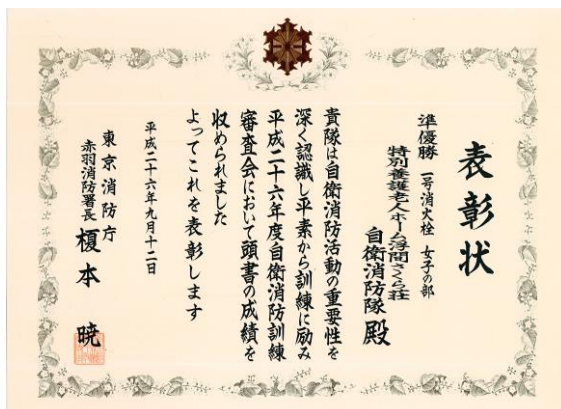 表彰状
準優勝 一号消火栓 女子の部
特別養護老人ホーム浮間さくら荘
自衛消防隊 殿
貴隊は自衛消防活動の重要性を
深く認識し平素から訓練に励み
平成二十六年度自衛消防訓練
審査会において頭書の成績を
収められました
よってこれを表彰します
平成二十六年九月十二日
東京消防庁
赤羽消防署長 榎本 暁